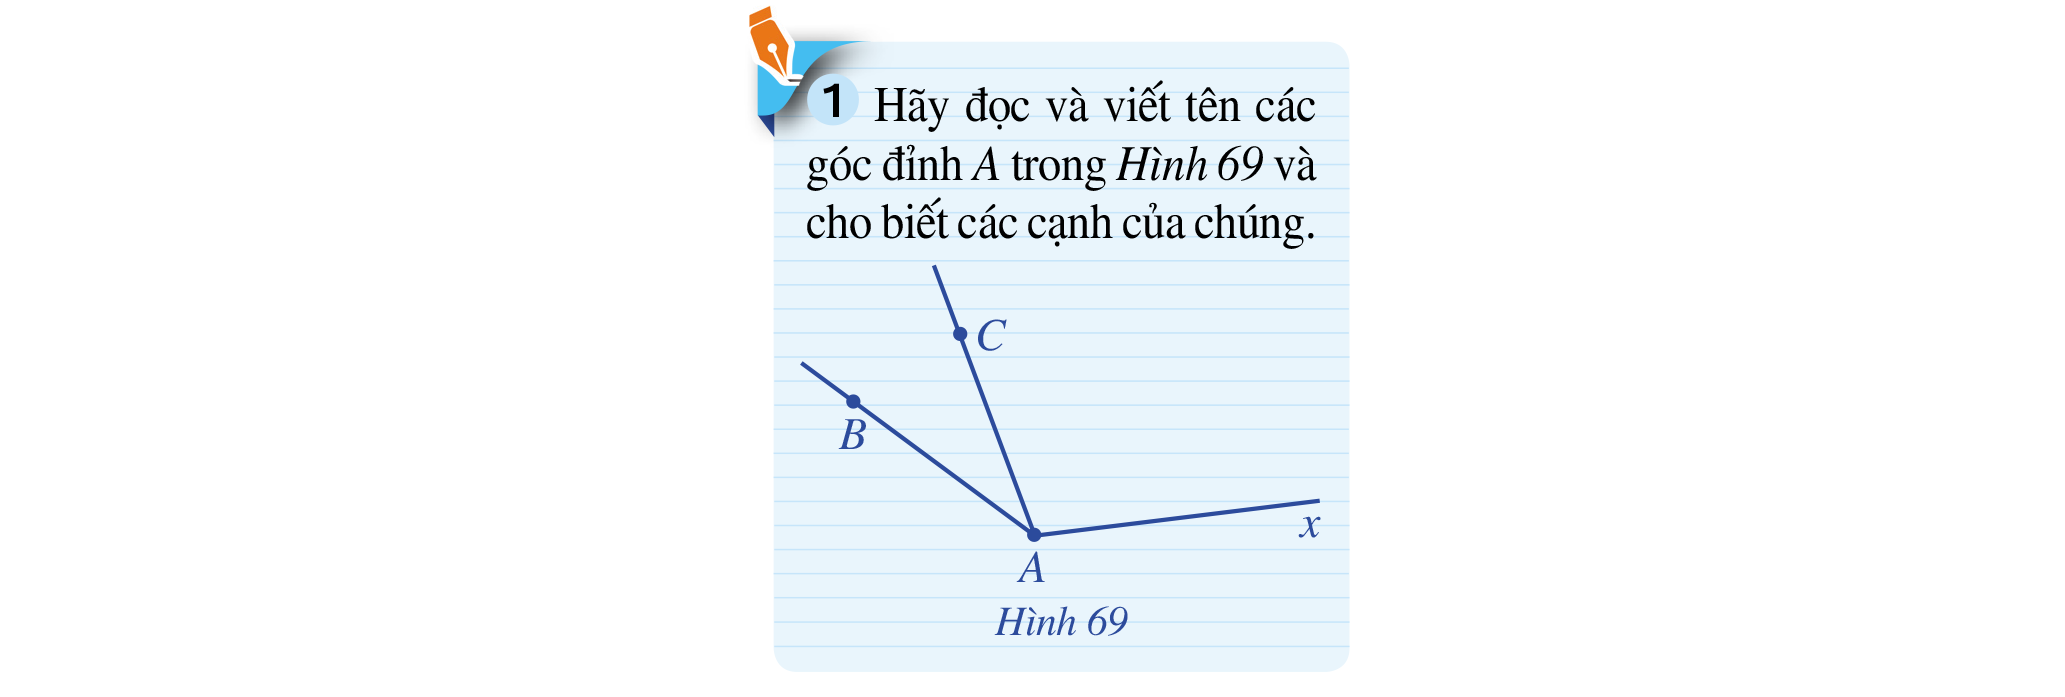 1 Hãy đọc và viết tên các
góc đỉnh A trong Hình 69 và
cho biết các cạnh của chúng.
C
B
x
A
Hình 69